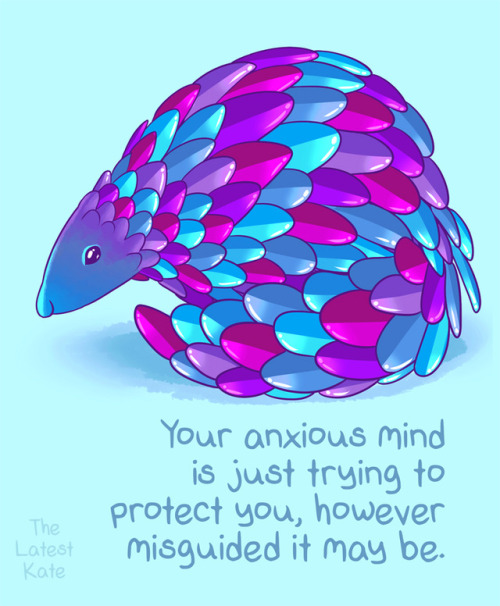 Your anxious mind
is just trying to
protect you, however
misguided it may be.
The
Latest
Kate